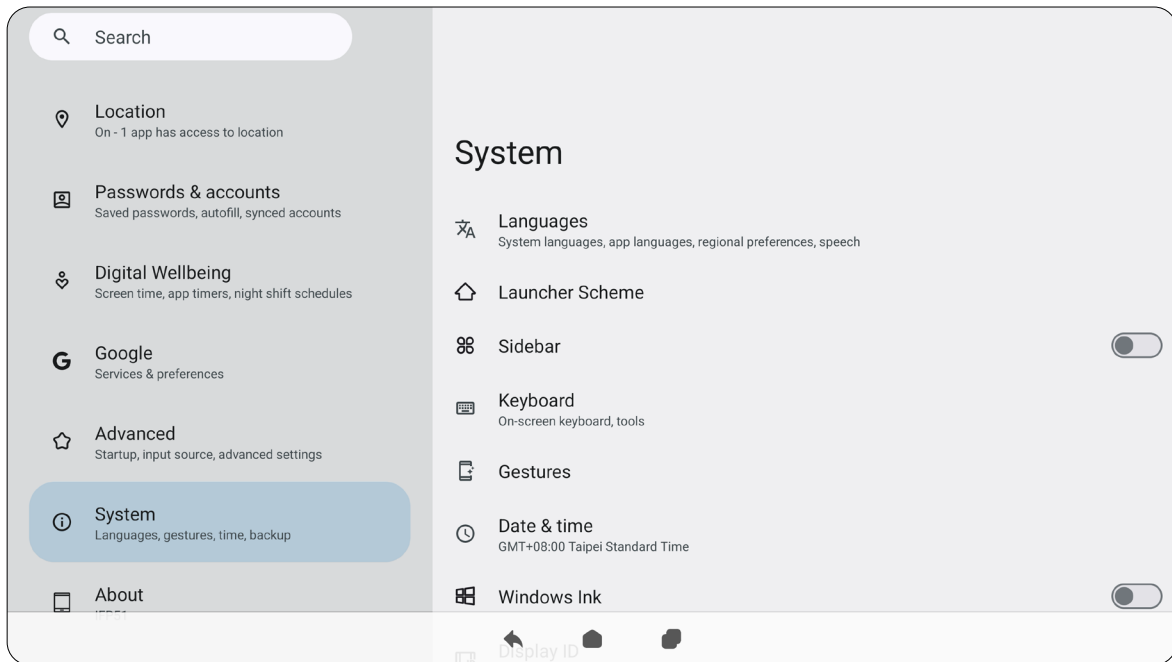 Search
Location
On - 1 app has access to location
Passwords & accounts
Saved passwords, autofill, synced accounts
Digital Wellbeing
Screen time, app timers, night shift schedules
Google
Services & preferences
Advanced
Startup, input source, advanced settings
System
Languages, gestures, time, backup
About
System
Languages
System languages, app languages, regional preferences, speech
Launcher Scheme
Sidebar
Keyboard
On-screen keyboard, tools
Gestures
Date & time
GMT+08:00 Taipei Standard Time
Windows Ink
Display ID